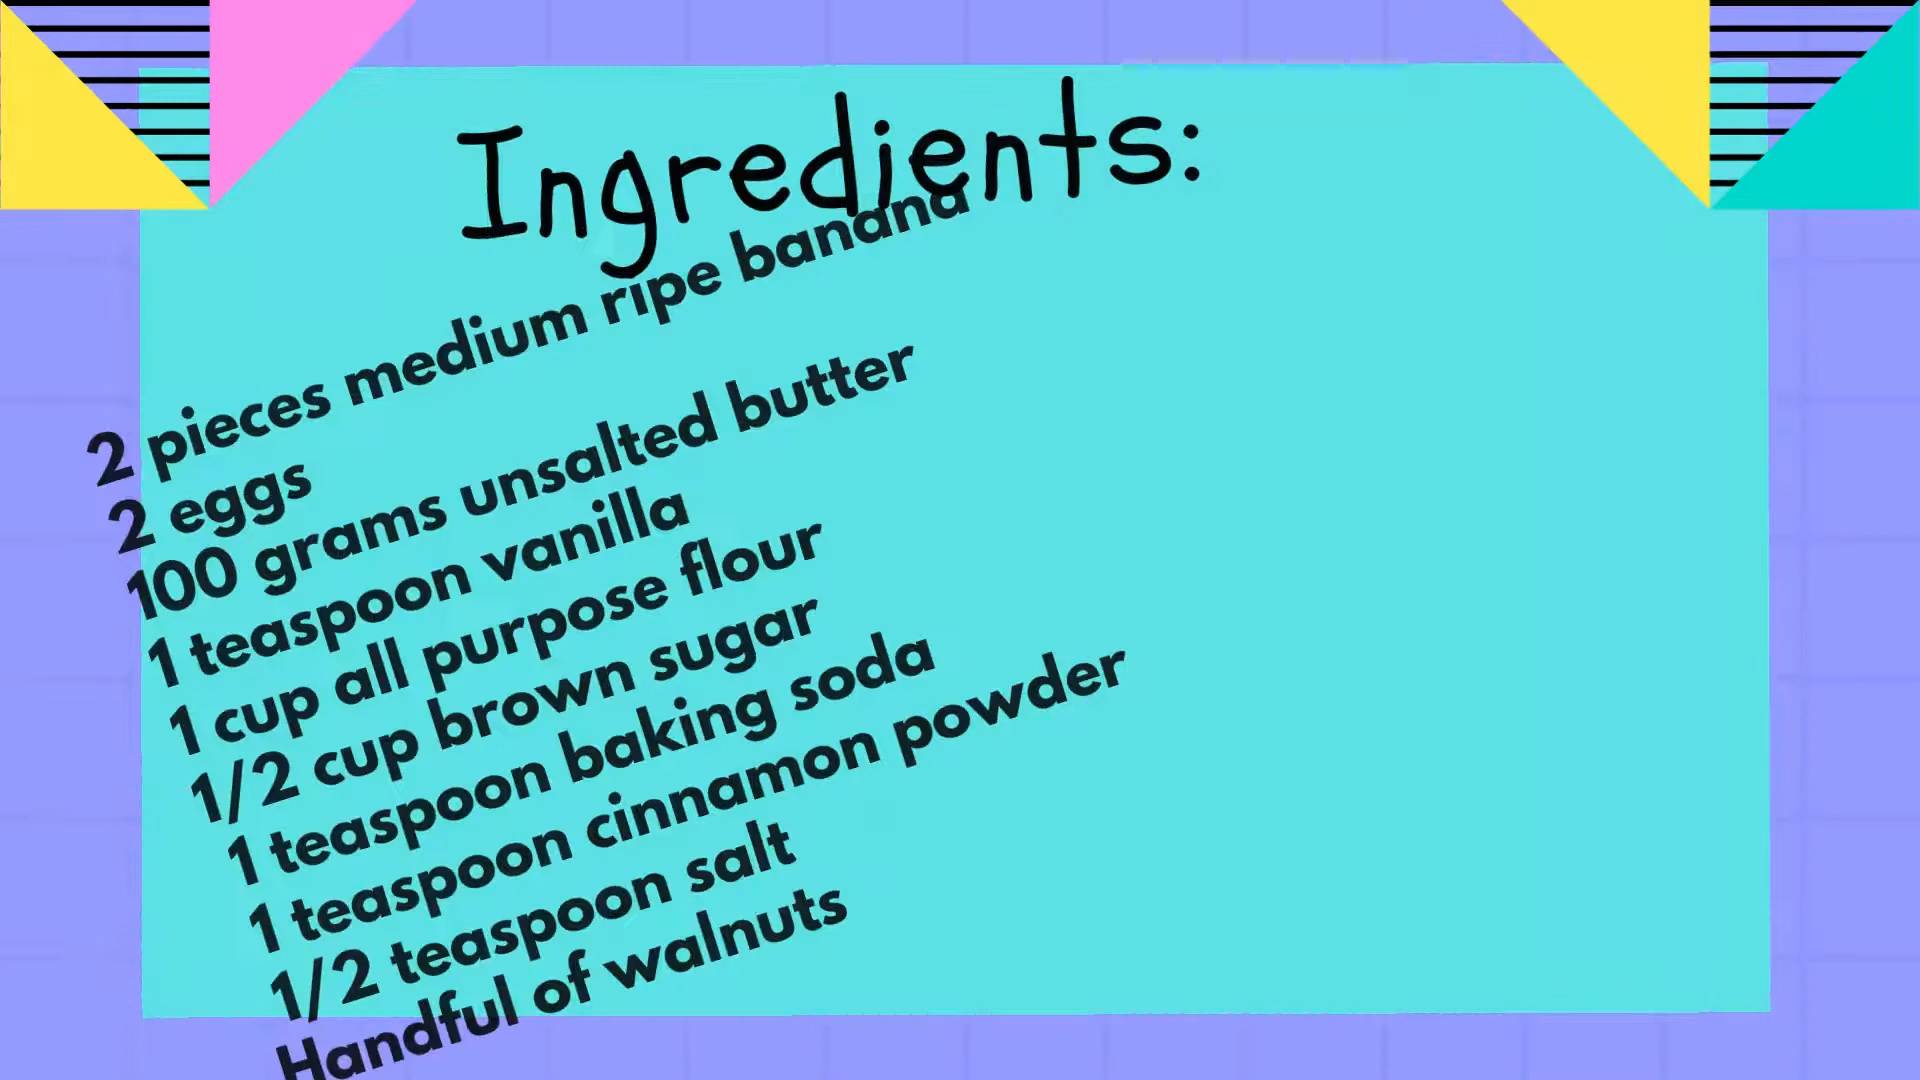 Ingredients:
2 pieces medium ripe banana
2 eggs
100 grams unsalted butter
1 teaspoon vanilla
1 cup all purpose flour
1/2 cup brown sugar
1 teaspoon baking soda
1 teaspoon cinnamon powder
1/2 teaspoon salt
Handful of walnuts